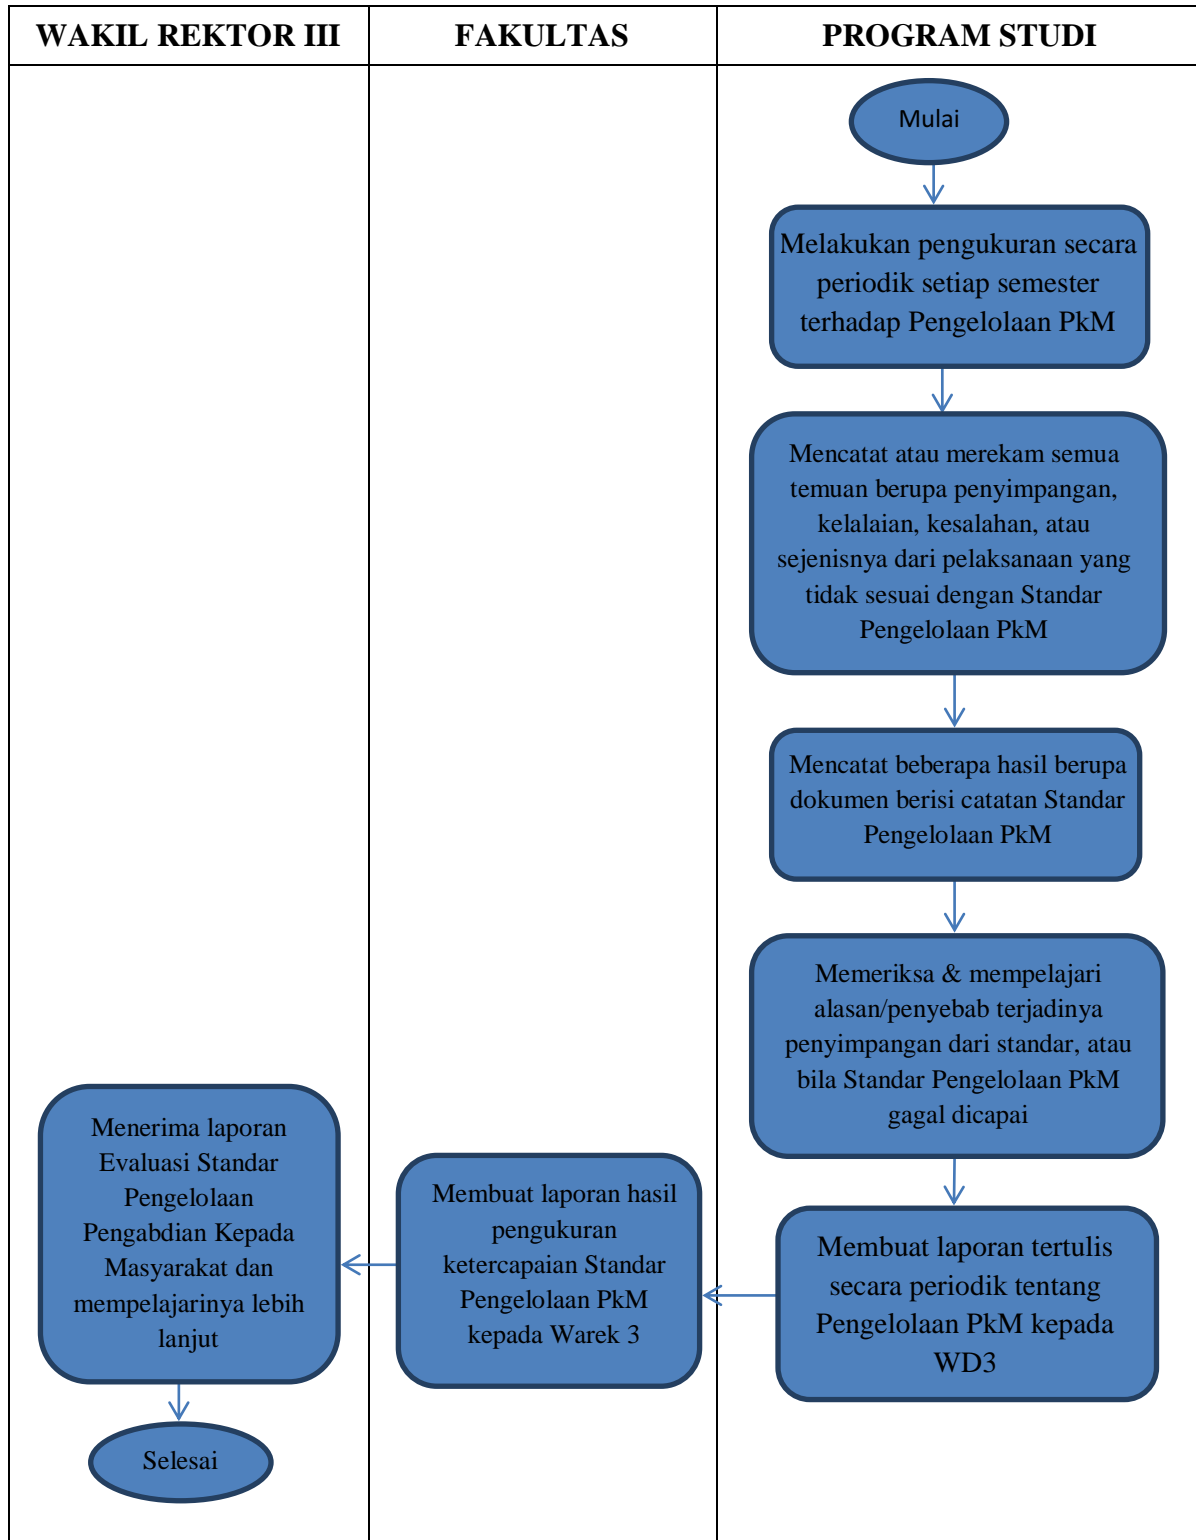 WAKIL REKTOR III
FAKULTAS
PROGRAM STUDI
Mulai
Melakukan pengukuran secara
periodik setiap semester
terhadap Pengelolaan PkM
Mencatat atau merekam semua
temuan berupa penyimpangan,
kelalaian, kesalahan, atau
sejenisnya dari pelaksanaan yang
tidak sesuai dengan Standar
Pengelolaan PkM
Mencatat beberapa hasil berupa
dokumen berisi catatan Standar
Pengelolaan PkM
Memeriksa & mempelajari
alasan/penyebab terjadinya
penyimpangan dari standar, atau
bila Standar Pengelolaan PkM
gagal dicapai
Membuat laporan tertulis
secara periodik tentang
Pengelolaan PkM kepada
WD3
Membuat laporan hasil
pengukuran
ketercapaian Standar
Pengelolaan PkM
kepada Warek 3
Menerima laporan
Evaluasi Standar
Pengelolaan
Pengabdian Kepada
Masyarakat dan
mempelajarinya lebih
lanjut
Selesai